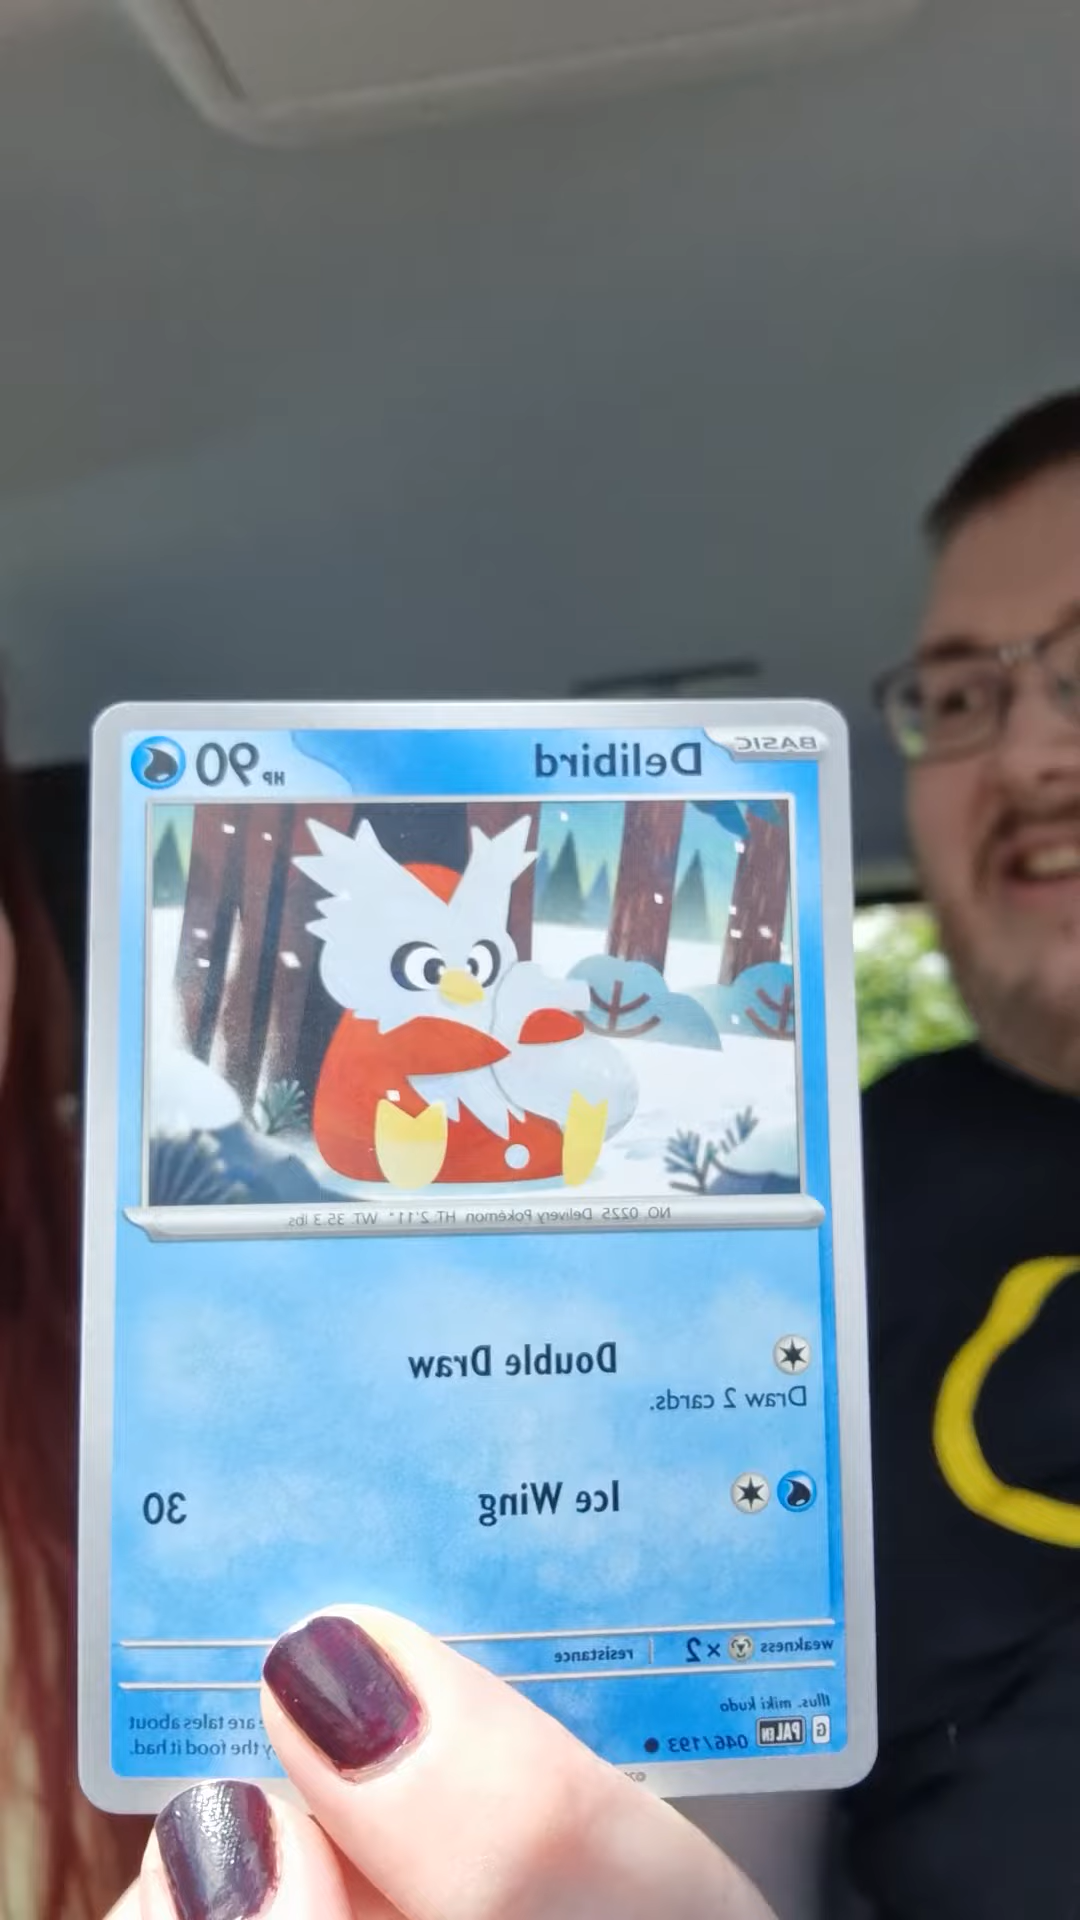 BASIC
Delibird HP 90
NO. 0225 Delivery Pokémon HT: 2'11" WT: 35.3 lbs
Double Draw
Draw 2 cards.
Ice Wing 30
weakness ×2 resistance
Illus. miki kudo
G PAL EN 046/193
are tales about
the food it had.